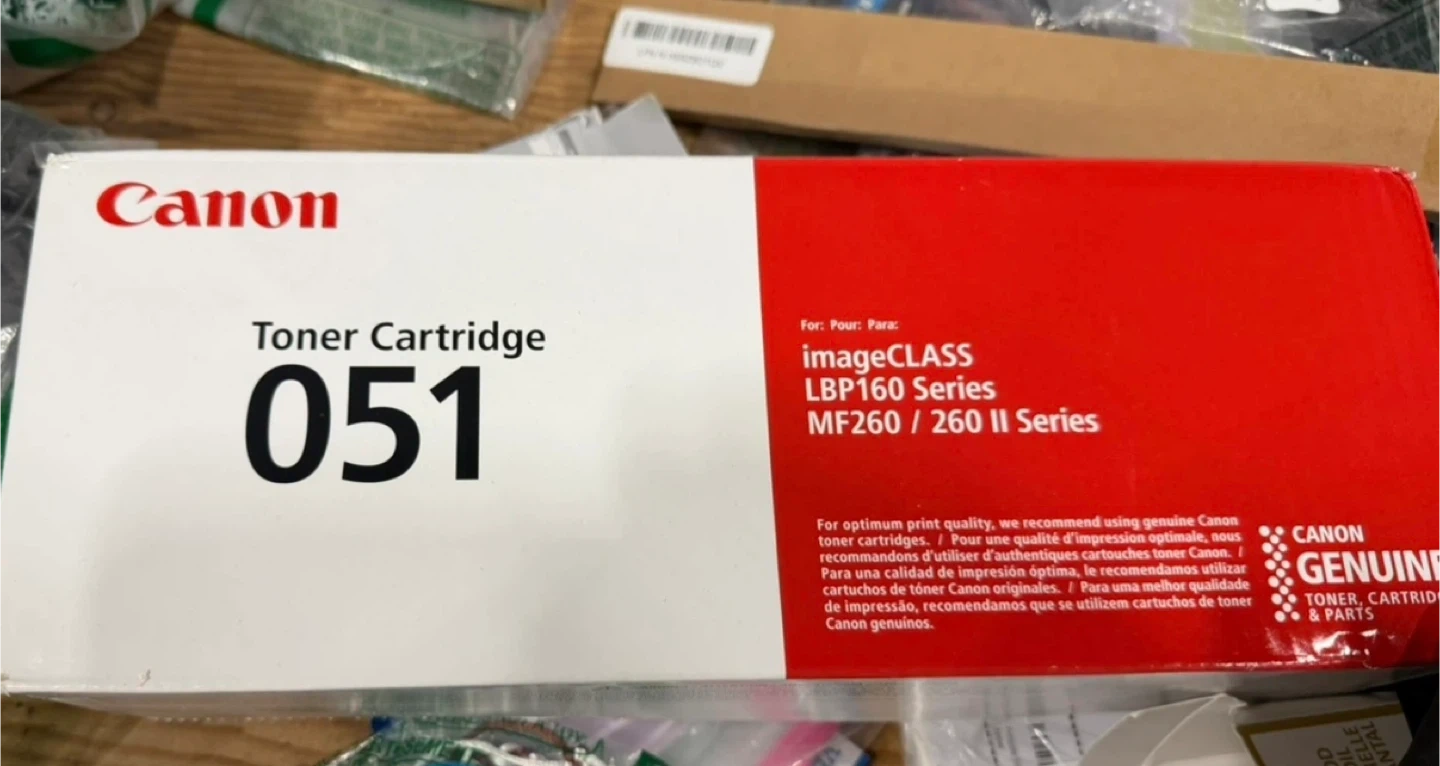 Canon
Toner Cartridge
051
For: Pour: Para:
imageCLASS
LBP160 Series
MF260 / 260 II Series
For optimum print quality, we recommend using genuine Canon
toner cartridges. / Pour une qualité d'impression optimale, nous
recommandons d'utiliser d'authentiques cartouches toner Canon. /
Para una calidad de impresión óptima, le recomendamos utilizar
cartuchos de tóner Canon originales. / Para uma melhor qualidade
de impressão, recomendamos que se utilizem cartuchos de toner
Canon genuínos.
CANON
GENUINE
TONER, CARTRID
& PARTS